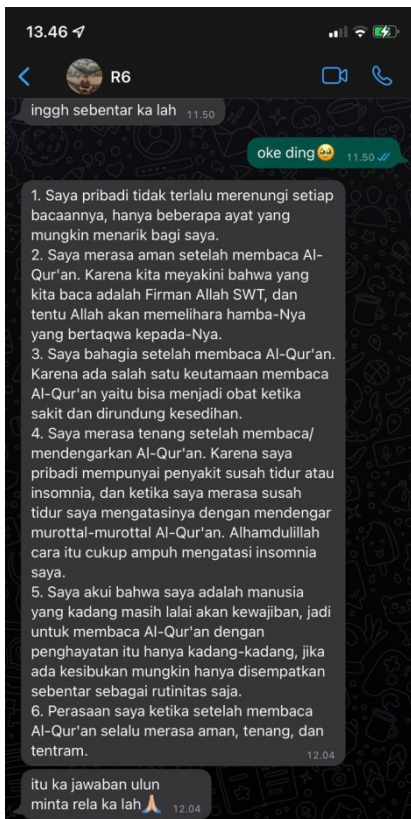 13.46
R6
inggh sebentar ka lah 11.50
oke ding🥹 11.50
1. Saya pribadi tidak terlalu merenungi setiap
bacaannya, hanya beberapa ayat yang
mungkin menarik bagi saya.
2. Saya merasa aman setelah membaca Al-
Qur'an. Karena kita meyakini bahwa yang
kita baca adalah Firman Allah SWT, dan
tentu Allah akan memelihara hamba-Nya
yang bertaqwa kepada-Nya.
3. Saya bahagia setelah membaca Al-Qur'an.
Karena ada salah satu keutamaan membaca
Al-Qur'an yaitu bisa menjadi obat ketika
sakit dan dirundung kesedihan.
4. Saya merasa tenang setelah membaca/
mendengarkan Al-Qur'an. Karena saya
pribadi mempunyai penyakit susah tidur atau
insomnia, dan ketika saya merasa susah
tidur saya mengatasinya dengan mendengar
murottal-murottal Al-Qur'an. Alhamdulillah
cara itu cukup ampuh mengatasi insomnia
saya.
5. Saya akui bahwa saya adalah manusia
yang kadang masih lalai akan kewajiban, jadi
untuk membaca Al-Qur'an dengan
penghayatan itu hanya kadang-kadang, jika
ada kesibukan mungkin hanya disempatkan
sebentar sebagai rutinitas saja.
6. Perasaan saya ketika setelah membaca
Al-Qur'an selalu merasa aman, tenang, dan
tentram. 12.04
itu ka jawaban ulun
minta rela ka lah🙏🏻 12.04